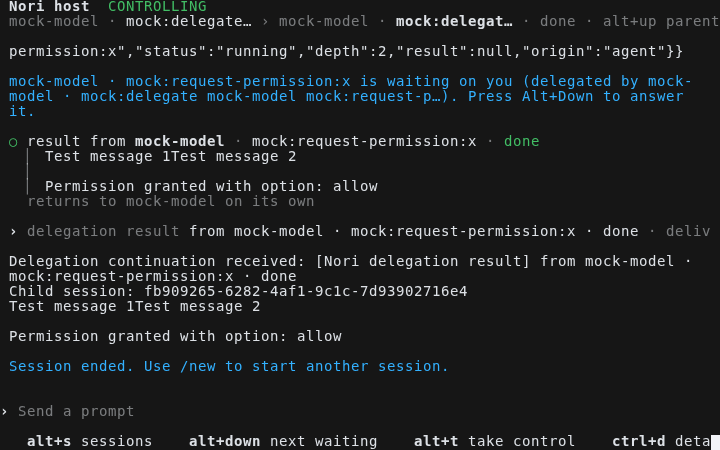 Nori host  CONTROLLING
mock-model · mock:delegate… › mock-model · mock:delegat… · done · alt+up parent
permission:x","status":"running","depth":2,"result":null,"origin":"agent"}}
mock-model · mock:request-permission:x is waiting on you (delegated by mock-
model · mock:delegate mock-model mock:request-p…). Press Alt+Down to answer
it.
○ result from mock-model · mock:request-permission:x · done
│ Test message 1Test message 2
│
│ Permission granted with option: allow
returns to mock-model on its own
› delegation result from mock-model · mock:request-permission:x · done · deliv
Delegation continuation received: [Nori delegation result] from mock-model ·
mock:request-permission:x · done
Child session: fb909265-6282-4af1-9c1c-7d93902716e4
Test message 1Test message 2
Permission granted with option: allow
Session ended. Use /new to start another session.
› Send a prompt
alt+s sessions    alt+down next waiting    alt+t take control    ctrl+d deta